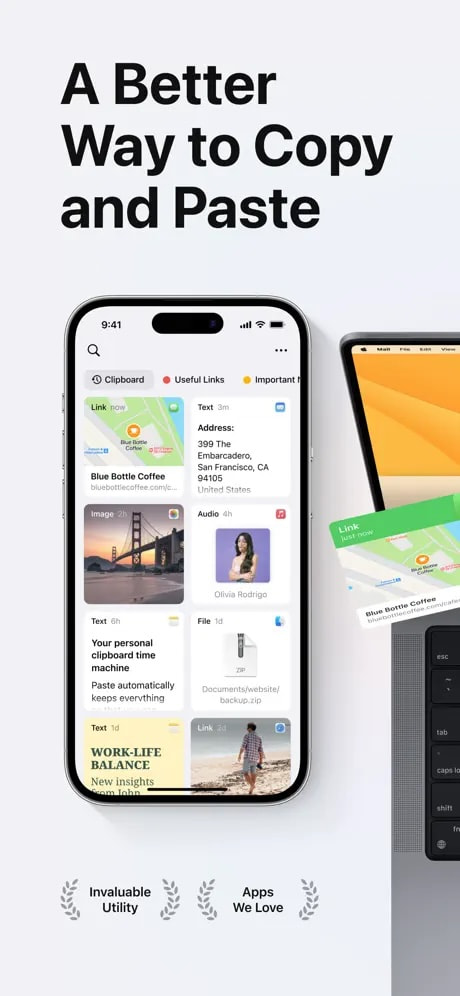 A Better
Way to Copy
and Paste
9:41
Clipboard
Useful Links
Important
Link now
Blue Bottle
Coffee
Blue Bottle Coffee
bluebottlecoffee.com/c...
Text 3m
Address:
399 The
Embarcadero,
San Francisco, CA
94105
United States
Image 2h
Audio 4h
Olivia Rodrigo
Text 6h
Your personal
clipboard time
machine
Paste automatically
keeps everything
File 1d
ZIP
Documents/website/
backup.zip
Text 1d
WORK-LIFE
BALANCE
New insights
from John
Link 2d
Mail File Edit View
Link
Just now
Blue Bottle
Coffee
Blue Bottle Coffee
bluebottlecoffee.com/cafes
esc
~
tab
caps lo
shift
fn
Invaluable
Utility
Apps
We Love